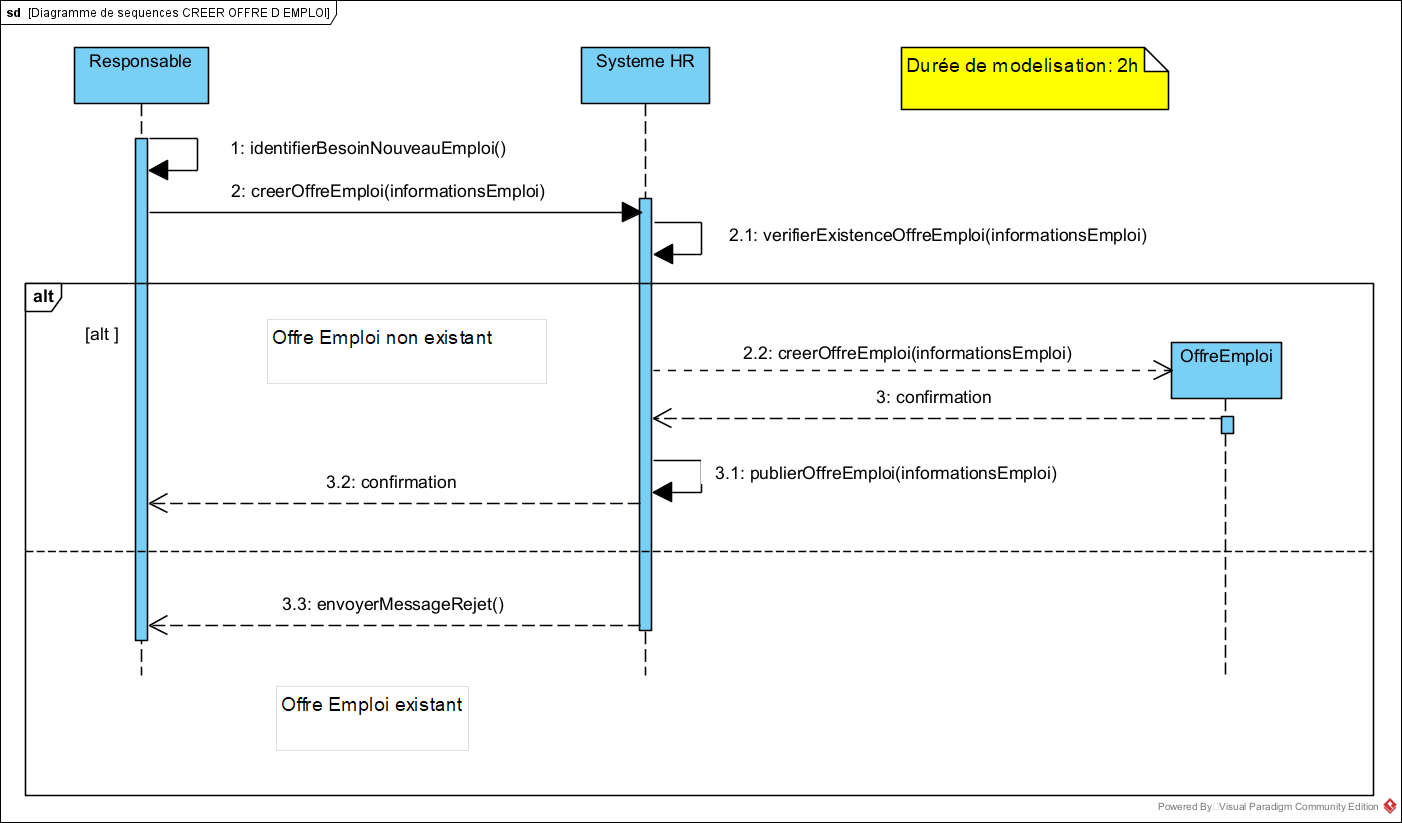 sd [Diagramme de sequences CREER OFFRE D EMPLOI]
Responsable
Systeme HR
Durée de modelisation: 2h
1: identifierBesoinNouveauEmploi()
2: creerOffreEmploi(informationsEmploi)
2.1: verifierExistenceOffreEmploi(informationsEmploi)
alt
[alt ]
Offre Emploi non existant
2.2: creerOffreEmploi(informationsEmploi)
OffreEmploi
3: confirmation
3.1: publierOffreEmploi(informationsEmploi)
3.2: confirmation
3.3: envoyerMessageRejet()
Offre Emploi existant
Powered By Visual Paradigm Community Edition